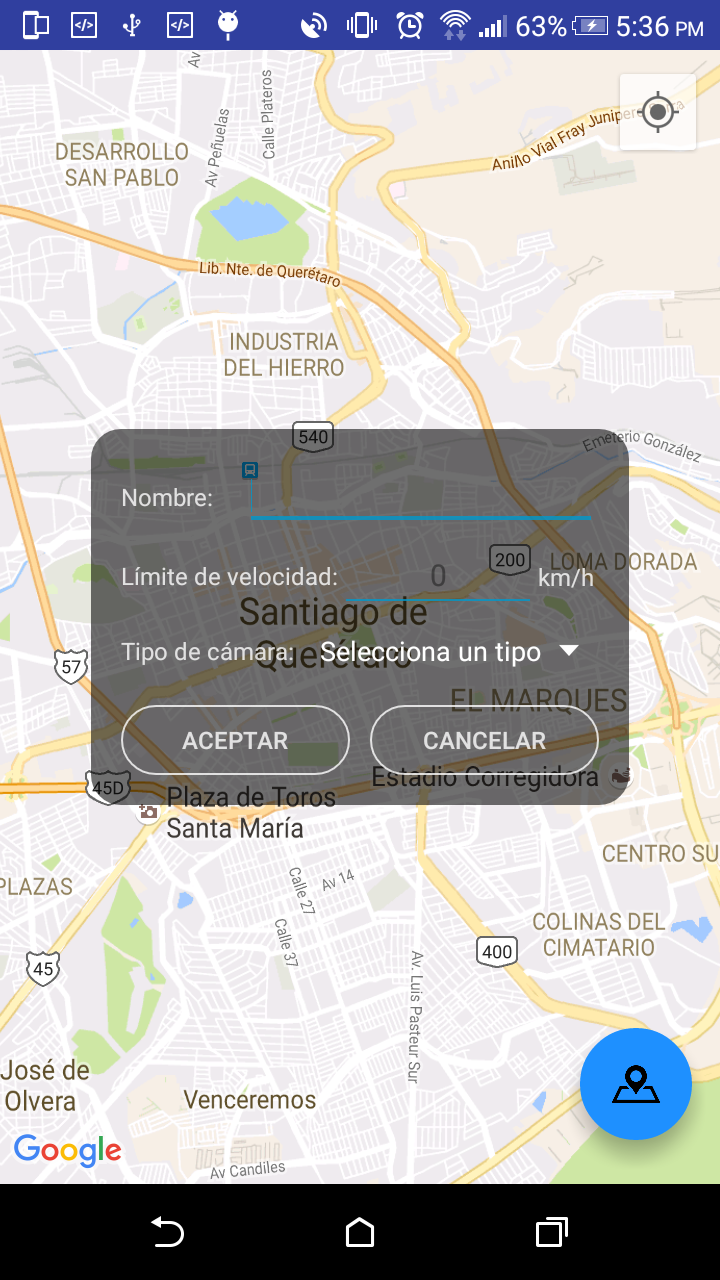 63% 5:36 PM
Av
Calle Plateros
Av Peñuelas
Anillo Vial Fray Junipero
DESARROLLO
SAN PABLO
Lib. Nte. de Querétaro
INDUSTRIA
DEL HIERRO
540
Emeterio González
Nombre:
200
LOMA DORADA
Límite de velocidad: 0 km/h
Santiago de
Querétaro
57
Tipo de cámara: Selecciona un tipo
EL MARQUES
ACEPTAR CANCELAR
Estadio Corregidora
45D
Plaza de Toros
Santa María
CENTRO SU
PLAZAS
Calle 27
Av 14
Calle 37
COLINAS DEL
CIMATARIO
400
45
Av. Luis Pasteur Sur
José de
Olvera
Venceremos
Google
Av Candiles